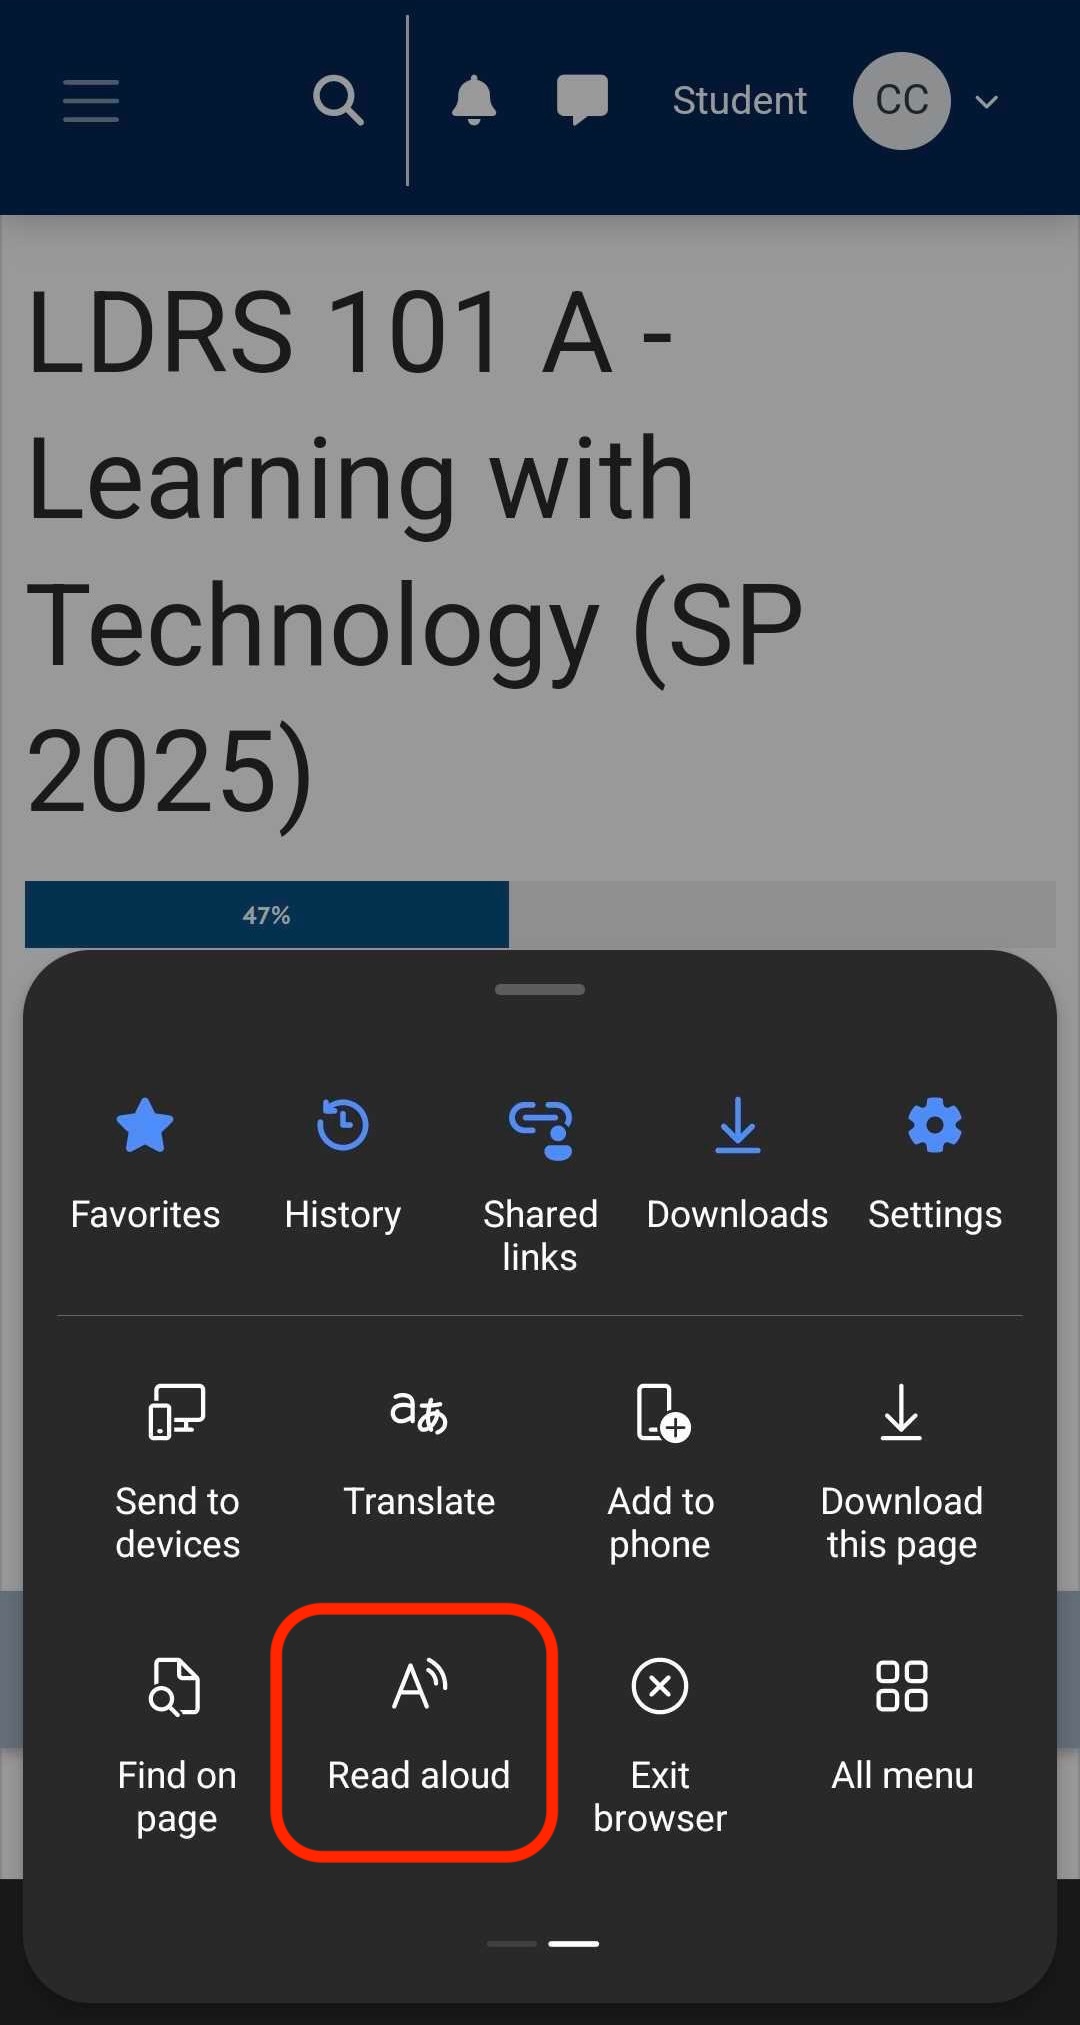 Student CC
LDRS 101 A -
Learning with
Technology (SP
2025)
47%
Favorites History Shared Downloads Settings
links
Send to Translate Add to Download
devices phone this page
Find on Read aloud Exit All menu
page browser